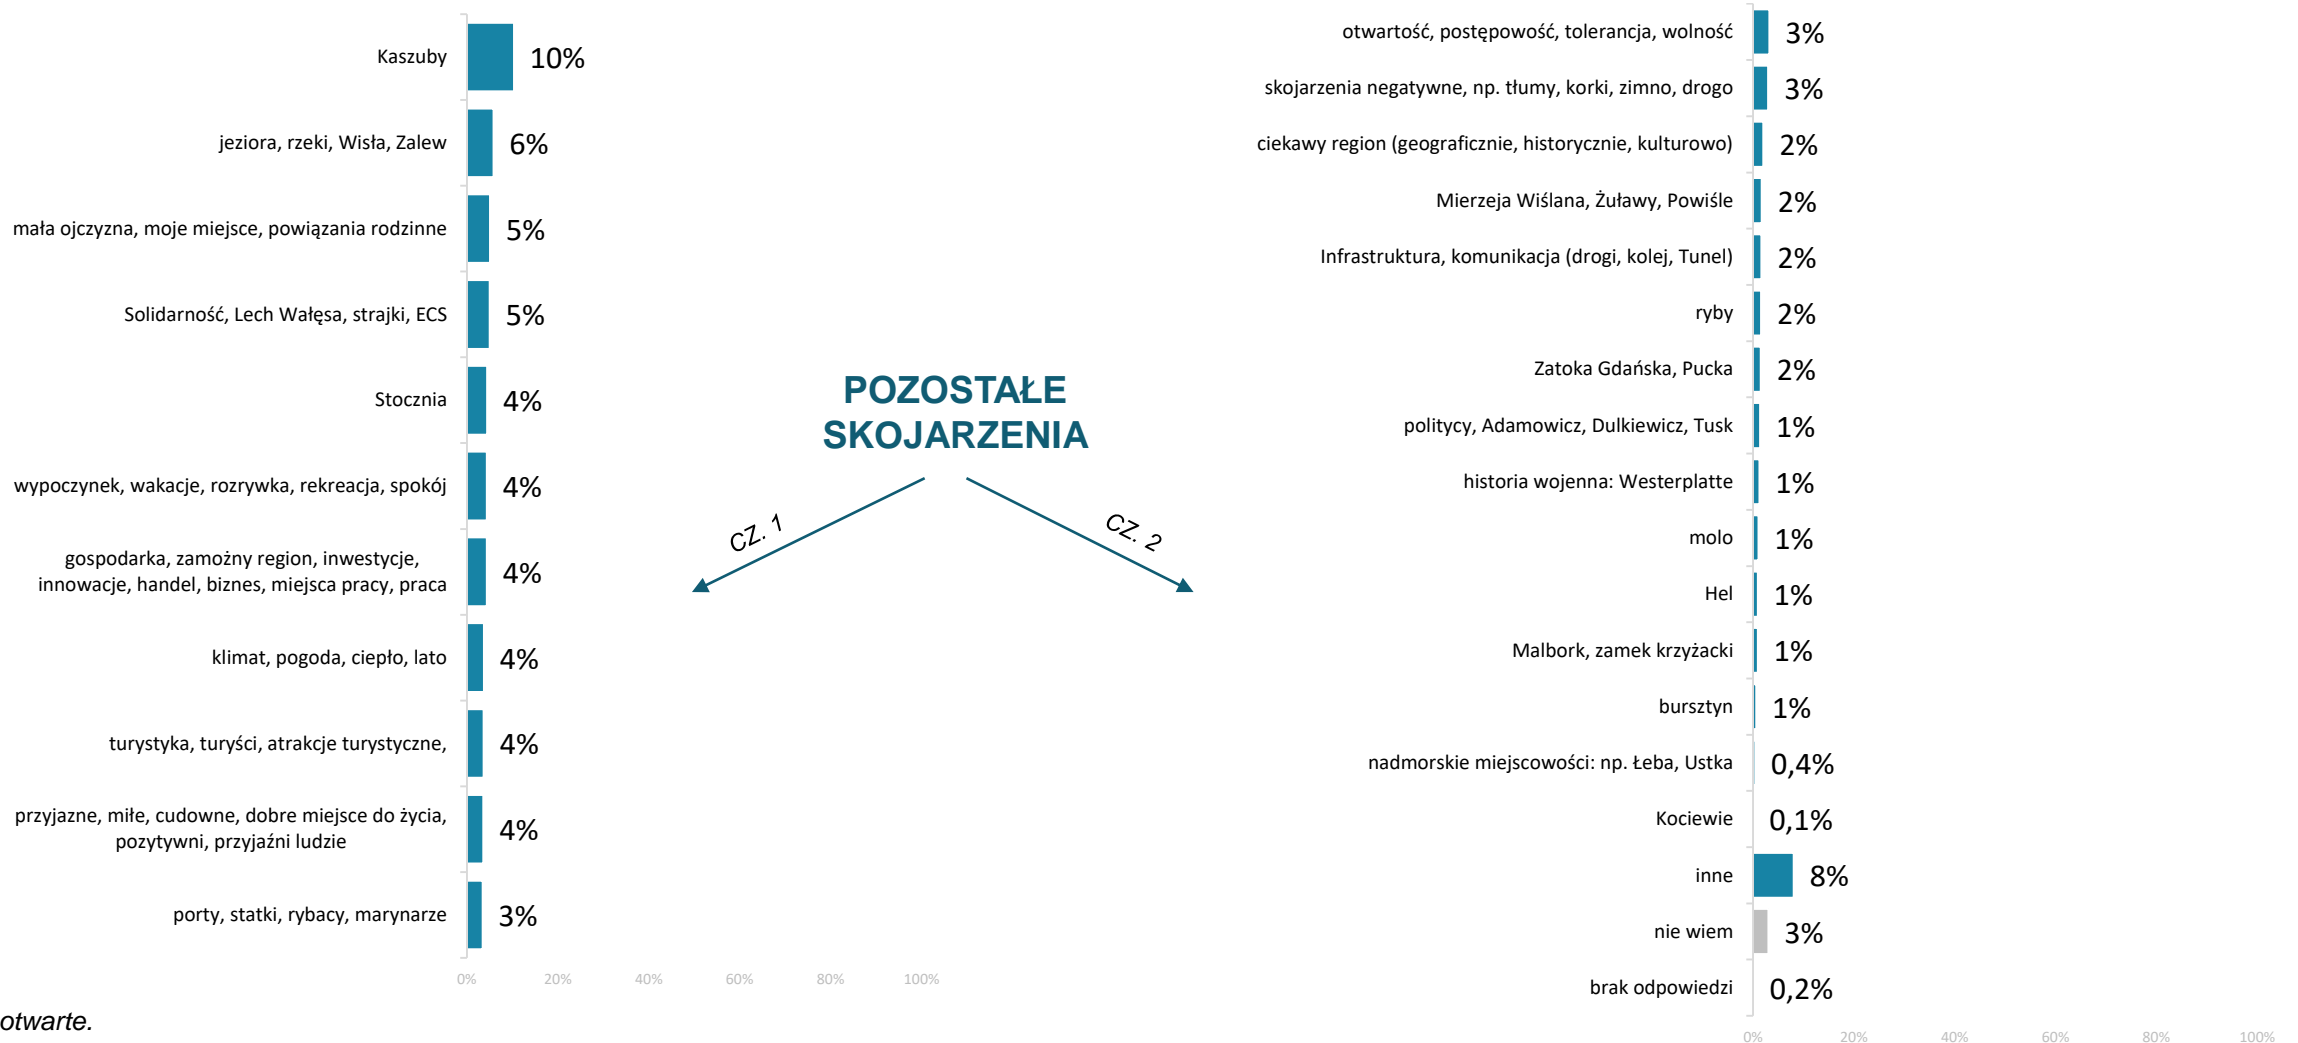 Kaszuby 10%
jeziora, rzeki, Wisła, Zalew 6%
mała ojczyzna, moje miejsce, powiązania rodzinne 5%
Solidarność, Lech Wałęsa, strajki, ECS 5%
Stocznia 4%
wypoczynek, wakacje, rozrywka, rekreacja, spokój 4%
gospodarka, zamożny region, inwestycje,
innowacje, handel, biznes, miejsca pracy, praca 4%
klimat, pogoda, ciepło, lato 4%
turystyka, turyści, atrakcje turystyczne, 4%
przyjazne, miłe, cudowne, dobre miejsce do życia,
pozytywni, przyjaźni ludzie 4%
porty, statki, rybacy, marynarze 3%
0% 20% 40% 60% 80% 100%
otwarte.
POZOSTAŁE
SKOJARZENIA
CZ. 1
CZ. 2
otwartość, postępowość, tolerancja, wolność 3%
skojarzenia negatywne, np. tłumy, korki, zimno, drogo 3%
ciekawy region (geograficznie, historycznie, kulturowo) 2%
Mierzeja Wiślana, Żuławy, Powiśle 2%
Infrastruktura, komunikacja (drogi, kolej, Tunel) 2%
ryby 2%
Zatoka Gdańska, Pucka 2%
politycy, Adamowicz, Dulkiewicz, Tusk 1%
historia wojenna: Westerplatte 1%
molo 1%
Hel 1%
Malbork, zamek krzyżacki 1%
bursztyn 1%
nadmorskie miejscowości: np. Łeba, Ustka 0,4%
Kociewie 0,1%
inne 8%
nie wiem 3%
brak odpowiedzi 0,2%
0% 20% 40% 60% 80% 100%